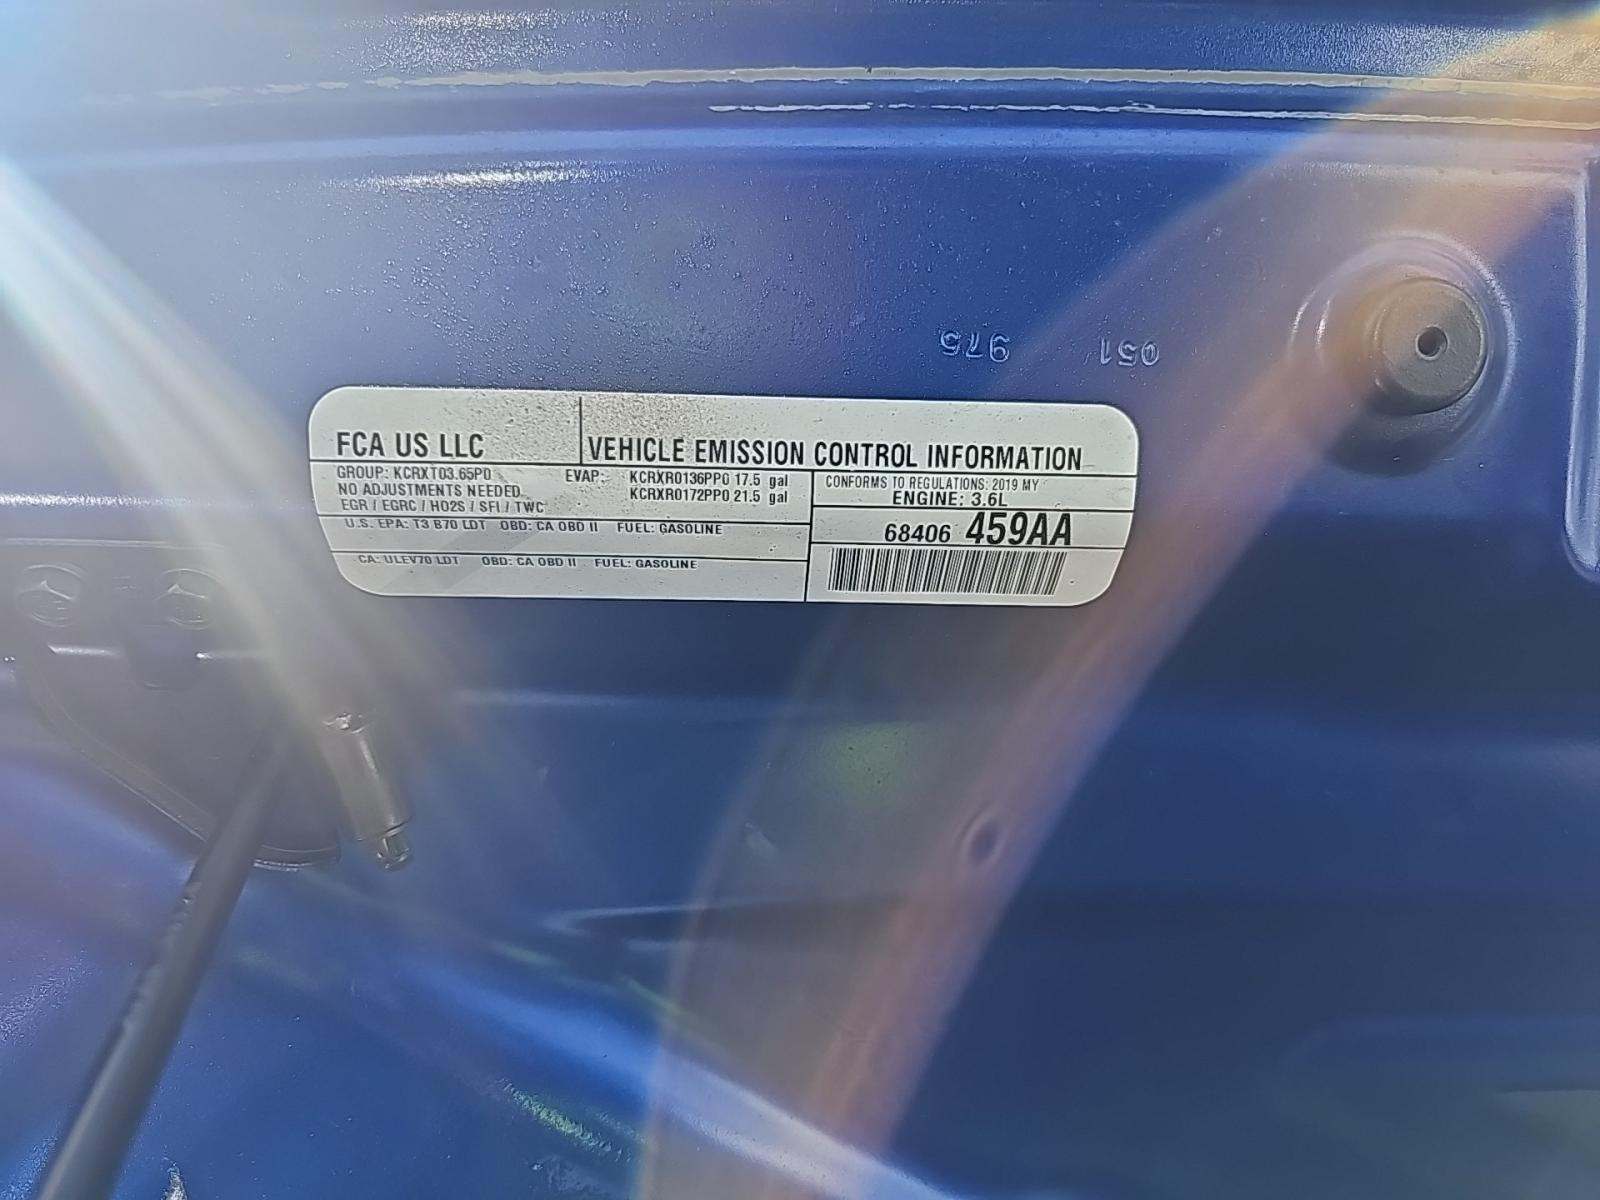 975 051
FCA US LLC
VEHICLE EMISSION CONTROL INFORMATION
GROUP: KCRXT03.65P0
NO ADJUSTMENTS NEEDED
EGR / EGRC / HO2S / SFI / TWC
EVAP: KCRXR0136PP0 17.5 gal
KCRXR0172PP0 21.5 gal
U.S. EPA: T3 B70 LDT OBD: CA OBD II FUEL: GASOLINE
CA: ULEV70 LDT OBD: CA OBD II FUEL: GASOLINE
CONFORMS TO REGULATIONS: 2019 MY
ENGINE: 3.6L
68406 459AA